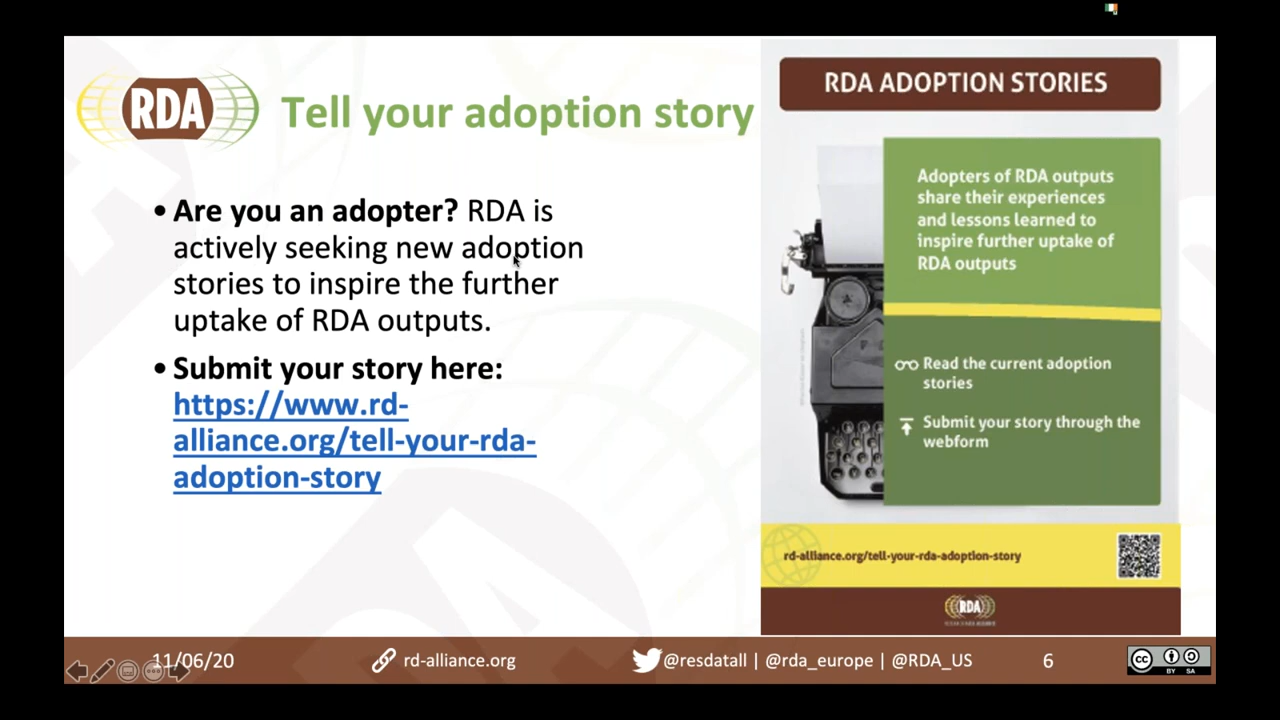 RDA
Tell your adoption story
• Are you an adopter? RDA is
actively seeking new adoption
stories to inspire the further
uptake of RDA outputs.
• Submit your story here:
https://www.rd-
alliance.org/tell-your-rda-
adoption-story
RDA ADOPTION STORIES
Adopters of RDA outputs
share their experiences
and lessons learned to
inspire further uptake of
RDA outputs
Read the current adoption
stories
Submit your story through the
webform
rd-alliance.org/tell-your-rda-adoption-story
RDA
11/06/20
rd-alliance.org
@resdatall | @rda_europe | @RDA_US
6
cc
BY SA